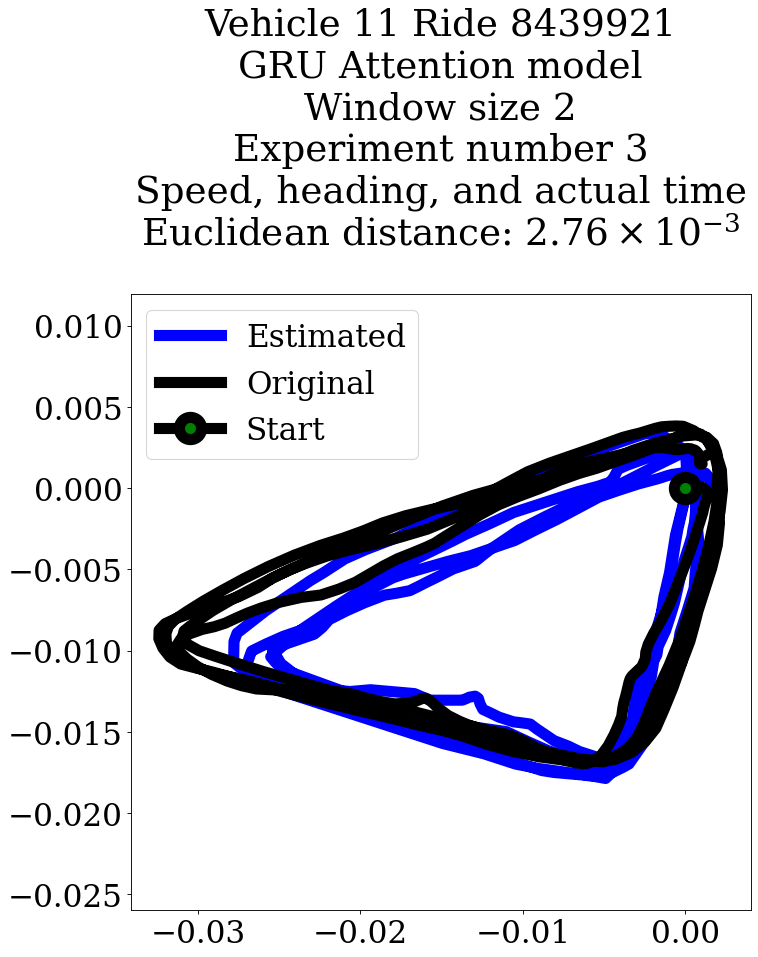 Vehicle 11 Ride 8439921
GRU Attention model
Window size 2
Experiment number 3
Speed, heading, and actual time
Euclidean distance: 2.76 × 10⁻³
Estimated
Original
Start
0.010
0.005
0.000
−0.005
−0.010
−0.015
−0.020
−0.025
−0.03
−0.02
−0.01
0.00